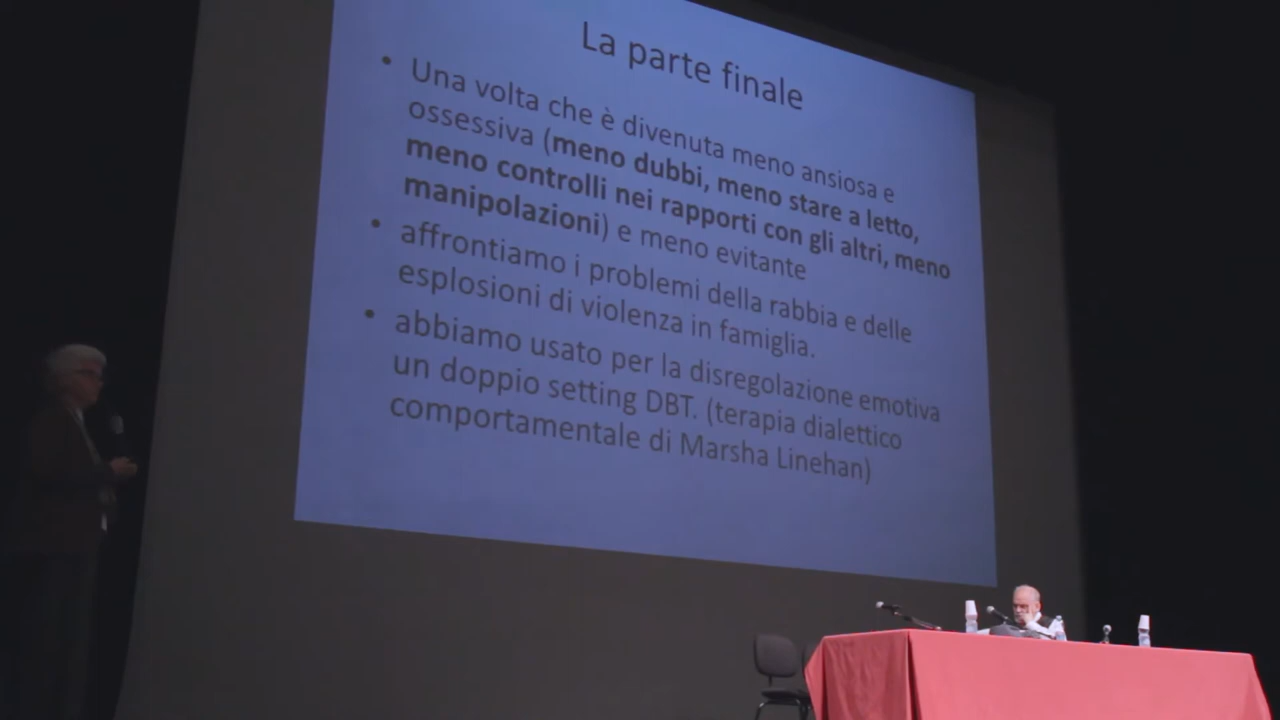 La parte finale
• Una volta che è divenuta meno ansiosa e
ossessiva (meno dubbi, meno stare a letto,
meno controlli nei rapporti con gli altri, meno
manipolazioni) e meno evitante
• affrontiamo i problemi della rabbia e delle
esplosioni di violenza in famiglia.
• abbiamo usato per la disregolazione emotiva
un doppio setting DBT. (terapia dialettico
comportamentale di Marsha Linehan)